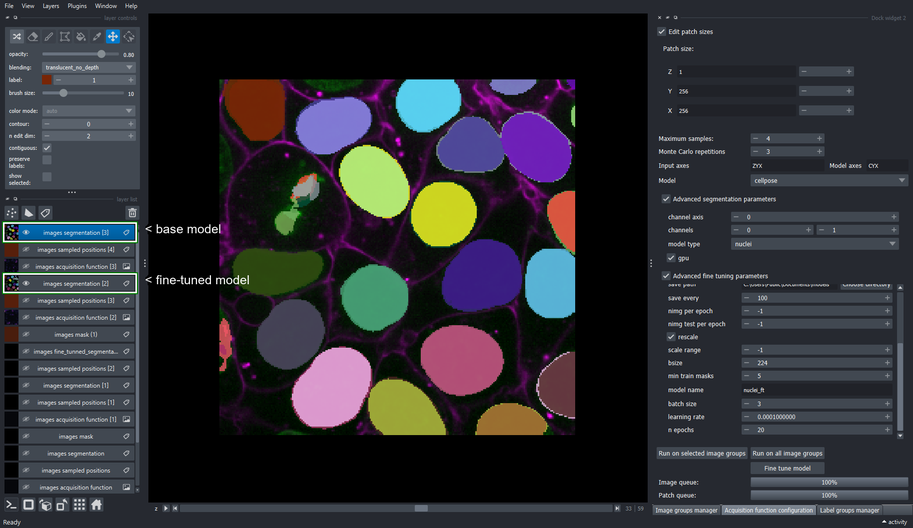 File View Layers Plugins Window Help
layer controls
opacity: 0.80
blending: translucent_no_depth
label: 1
brush size: 10
color mode: auto
contour: 0
n edit dim: 2
contiguous:
preserve
labels:
show
selected:
layer list
images segmentation [3]
images sampled positions [4]
images acquisition function [3]
images segmentation [2]
images sampled positions [3]
images acquisition function [2]
images mask [1]
images fine_tunned_segmenta...
images sampled positions [2]
images segmentation [1]
images sampled positions [1]
images acquisition function [1]
images mask
images segmentation
images sampled positions
images acquisition function
Ready
< base model
< fine-tuned model
z 33 59
Dock widget 2
Edit patch sizes
Patch size:
Z 1
Y 256
X 256
Maximum samples: 4
Monte Carlo repetitions 3
Input axes ZYX Model axes CYX
Model cellpose
Advanced segmentation parameters
channel axis 0
channels 0 1
model type nuclei
gpu
Advanced fine tuning parameters
save path Choose directory
save every 100
nimg per epoch -1
nimg test per epoch -1
rescale
scale range -1
bsize 224
min train masks 5
model name nuclei_ft
batch size 3
learning rate 0.0001000000
n epochs 20
Run on selected image groups Run on all image groups
Fine tune model
Image queue: 100%
Patch queue: 100%
Image groups manager Acquisition function configuration Label groups manager
activity